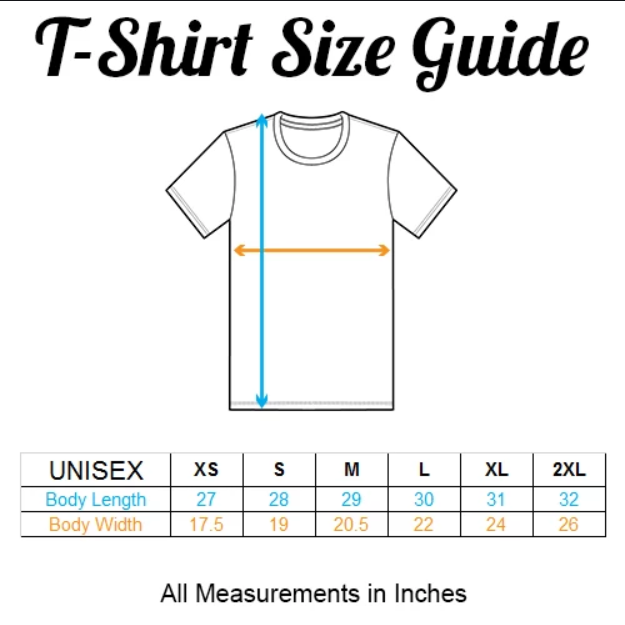 T-Shirt Size Guide
UNISEX XS S M L XL 2XL
Body Length 27 28 29 30 31 32
Body Width 17.5 19 20.5 22 24 26
All Measurements in Inches